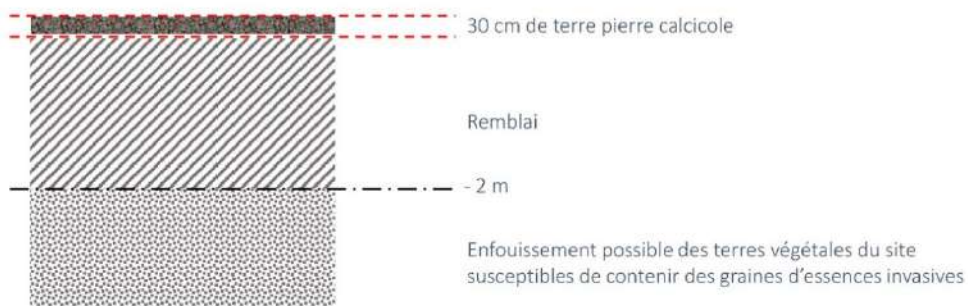 30 cm de terre pierre calcicole
Remblai
- 2 m
Enfouissement possible des terres végétales du site
susceptibles de contenir des graines d’essences invasives